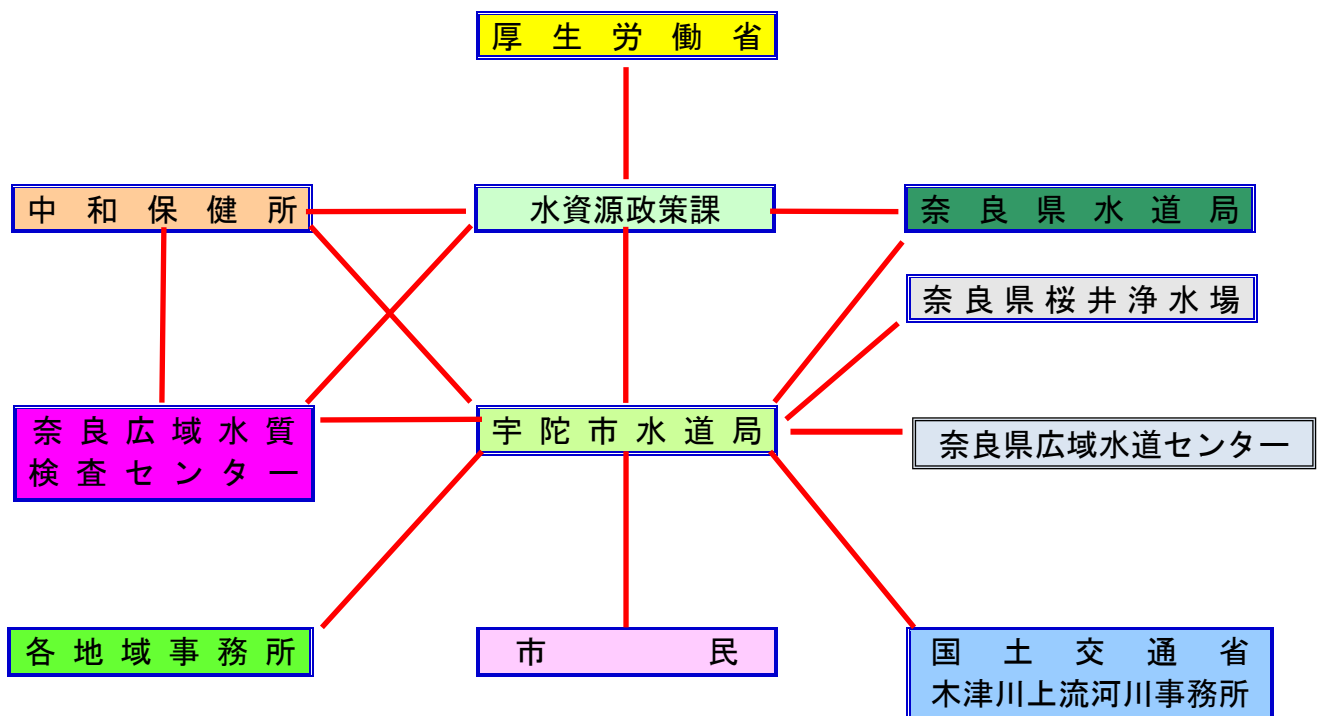 厚生労働省
中和保健所
水資源政策課
奈良県水道局
奈良県桜井浄水場
奈良広域水質
検査センター
宇陀市水道局
奈良県広域水道センター
各地域事務所
市民
国土交通省
木津川上流河川事務所